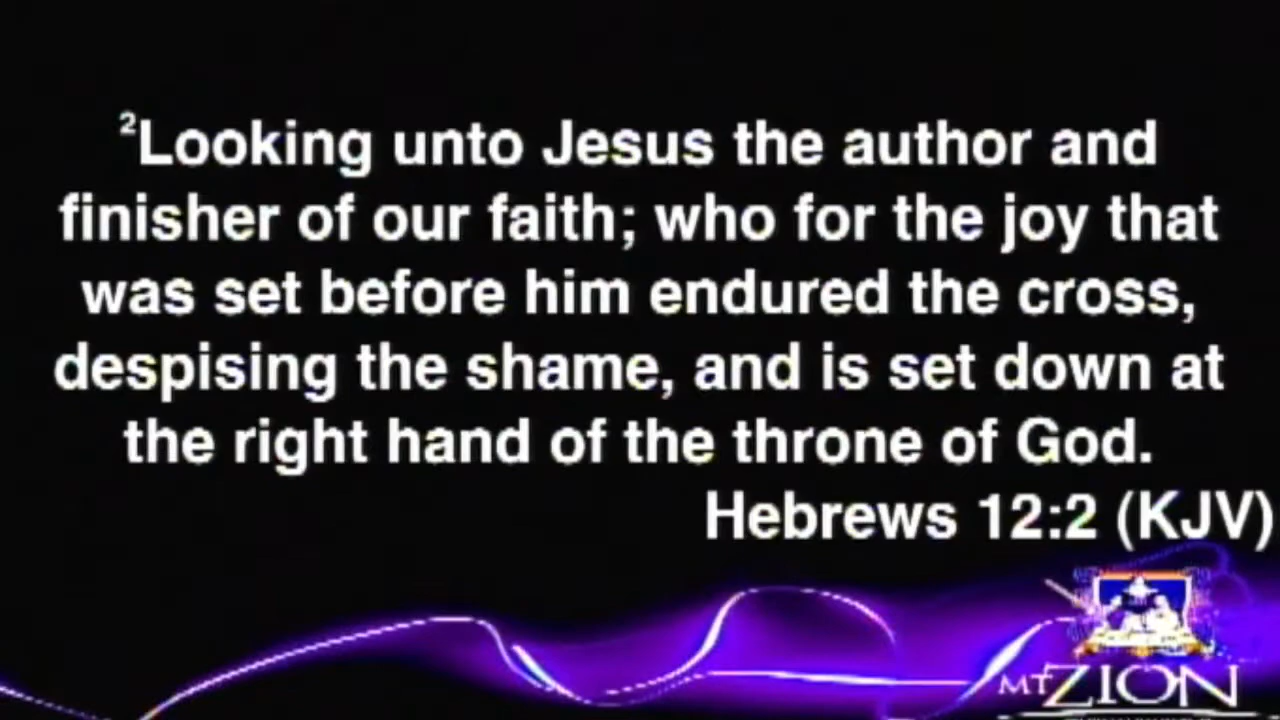 ²Looking unto Jesus the author and
finisher of our faith; who for the joy that
was set before him endured the cross,
despising the shame, and is set down at
the right hand of the throne of God.
Hebrews 12:2 (KJV)
MT ZION